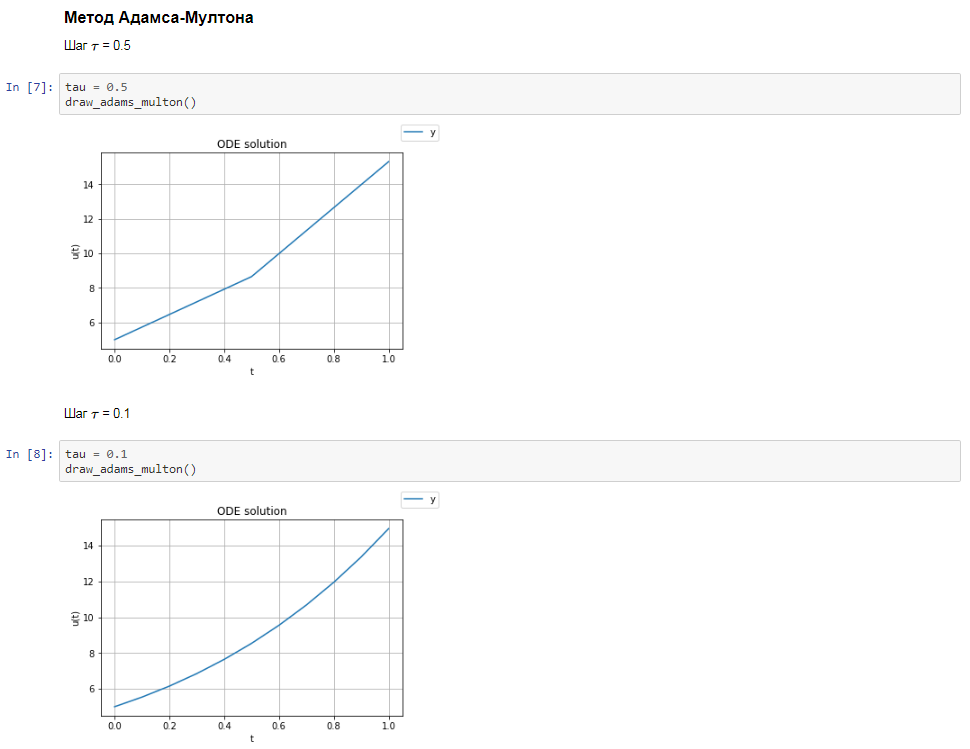 Метод Адамса-Мултона
Шаг τ = 0.5
In [7]: tau = 0.5
draw_adams_multon()
y
ODE solution
14
12
10
8
6
u(t)
0.0 0.2 0.4 0.6 0.8 1.0
t
Шаг τ = 0.1
In [8]: tau = 0.1
draw_adams_multon()
y
ODE solution
14
12
10
8
6
u(t)
0.0 0.2 0.4 0.6 0.8 1.0
t